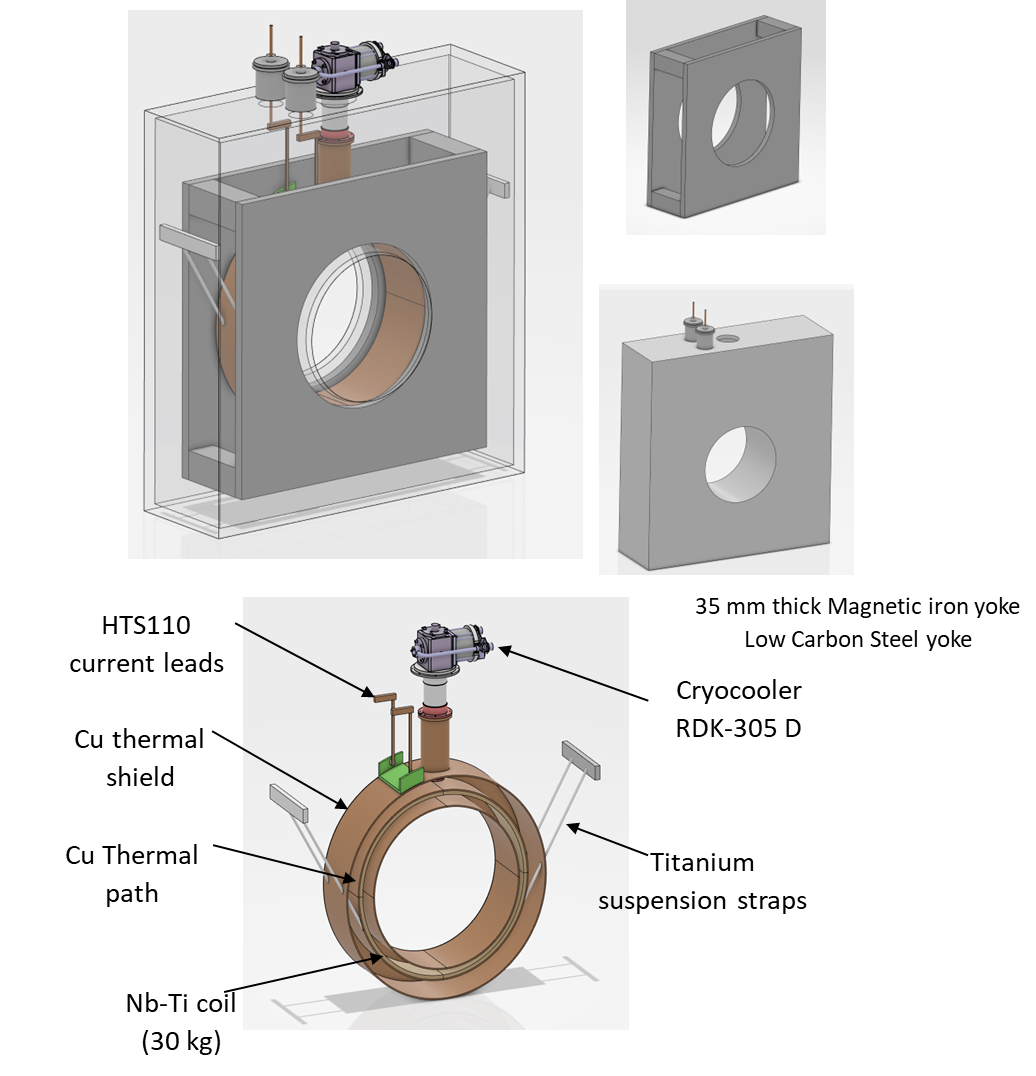 35 mm thick Magnetic iron yoke
Low Carbon Steel yoke
HTS110
current leads
Cryocooler
RDK-305 D
Cu thermal
shield
Cu Thermal
path
Titanium
suspension straps
Nb-Ti coil
(30 kg)